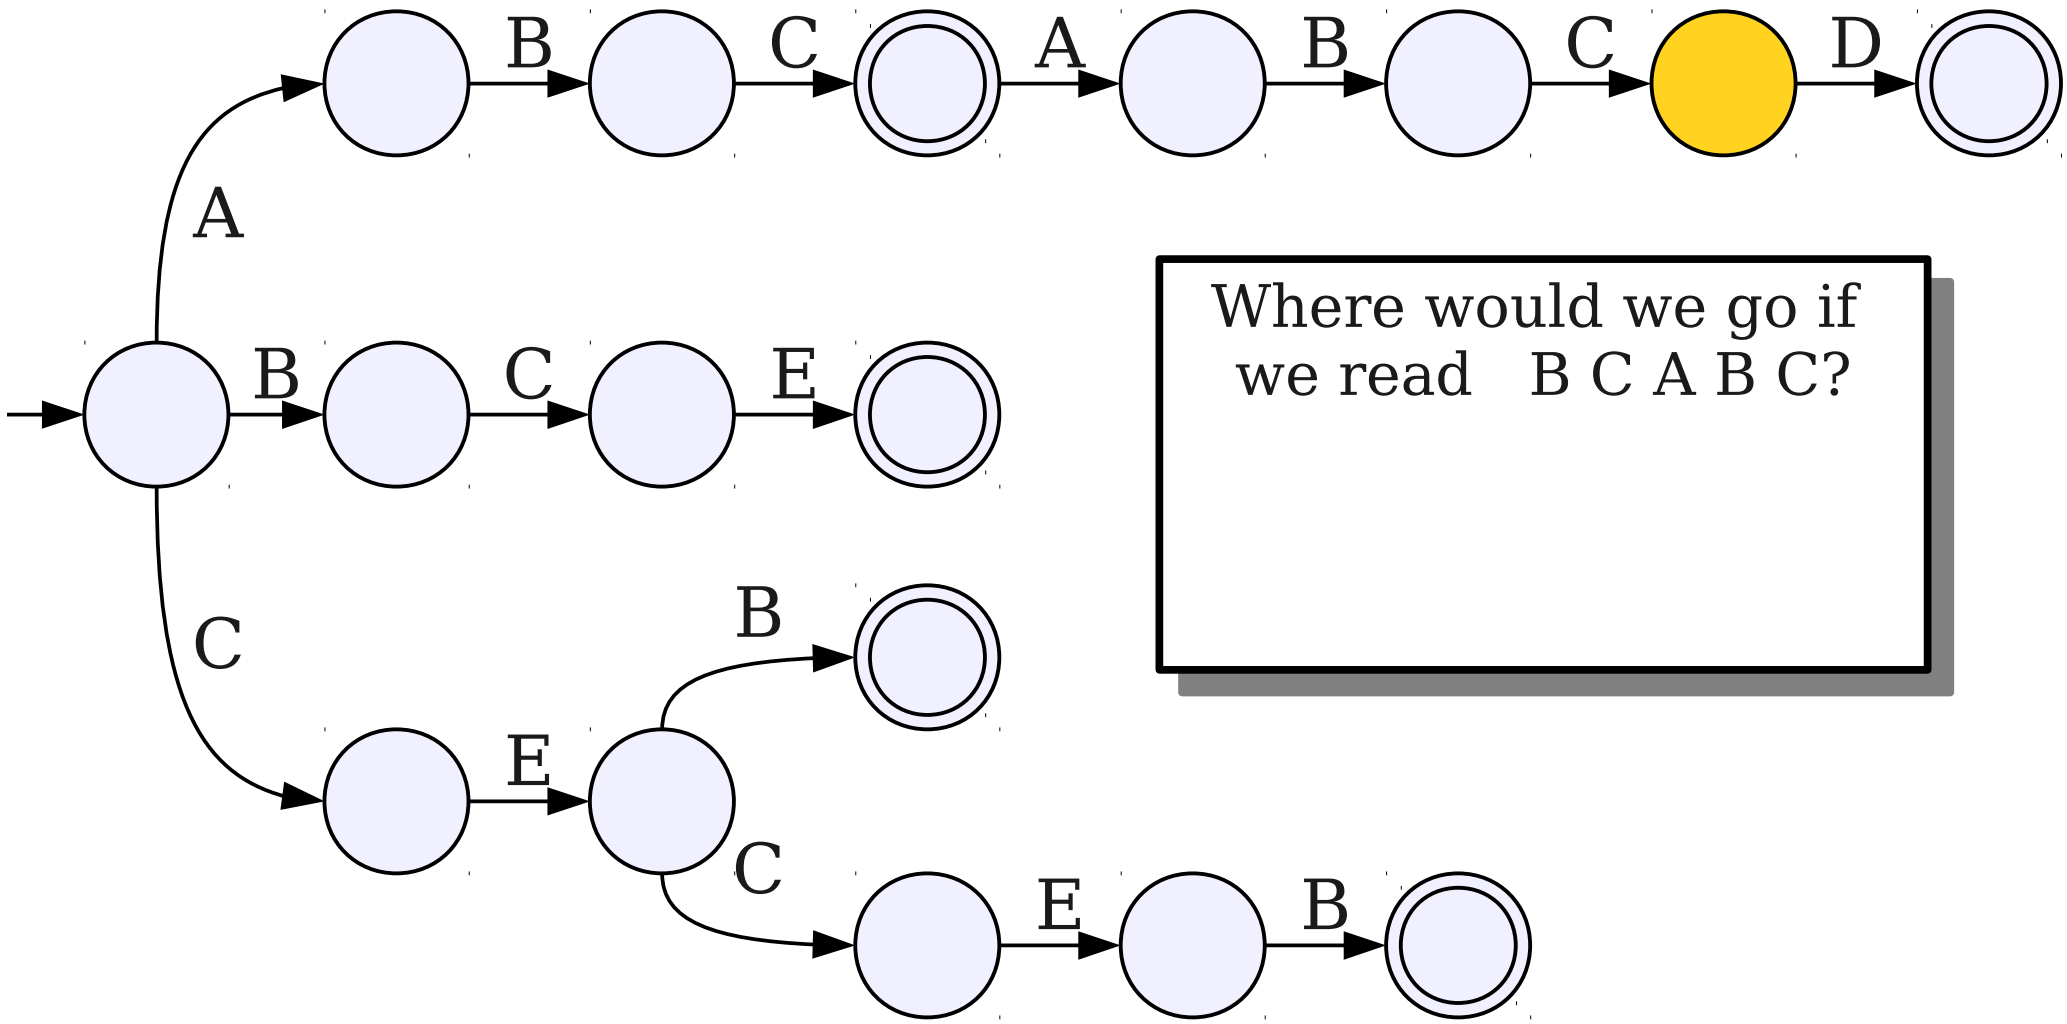 B C A B C D
A
B C E
C
B
E
C
E B
Where would we go if
we read B C A B C?